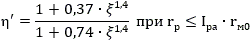 η′ = (1 + 0,37 · ξ^1,4) / (1 + 0,74 · ξ^1,4) при r_p ≤ I_pa · r_м0